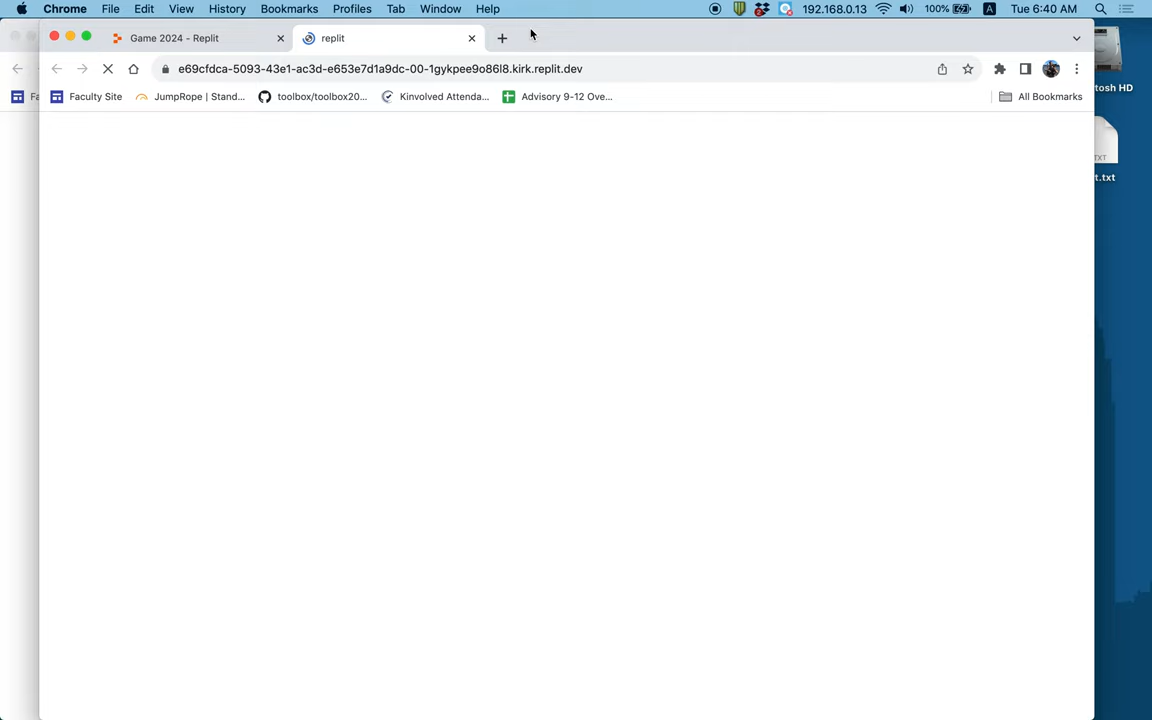 Chrome File Edit View History Bookmarks Profiles Tab Window Help 192.168.0.13 100% A Tue 6:40 AM
Game 2024 - Replit replit
e69cfdca-5093-43e1-ac3d-e653e7d1a9dc-00-1gykpee9o86l8.kirk.replit.dev
Fa Faculty Site JumpRope | Stand... toolbox/toolbox20... Kinvolved Attenda... Advisory 9-12 Ove... All Bookmarks
tosh HD
TXT
t.txt